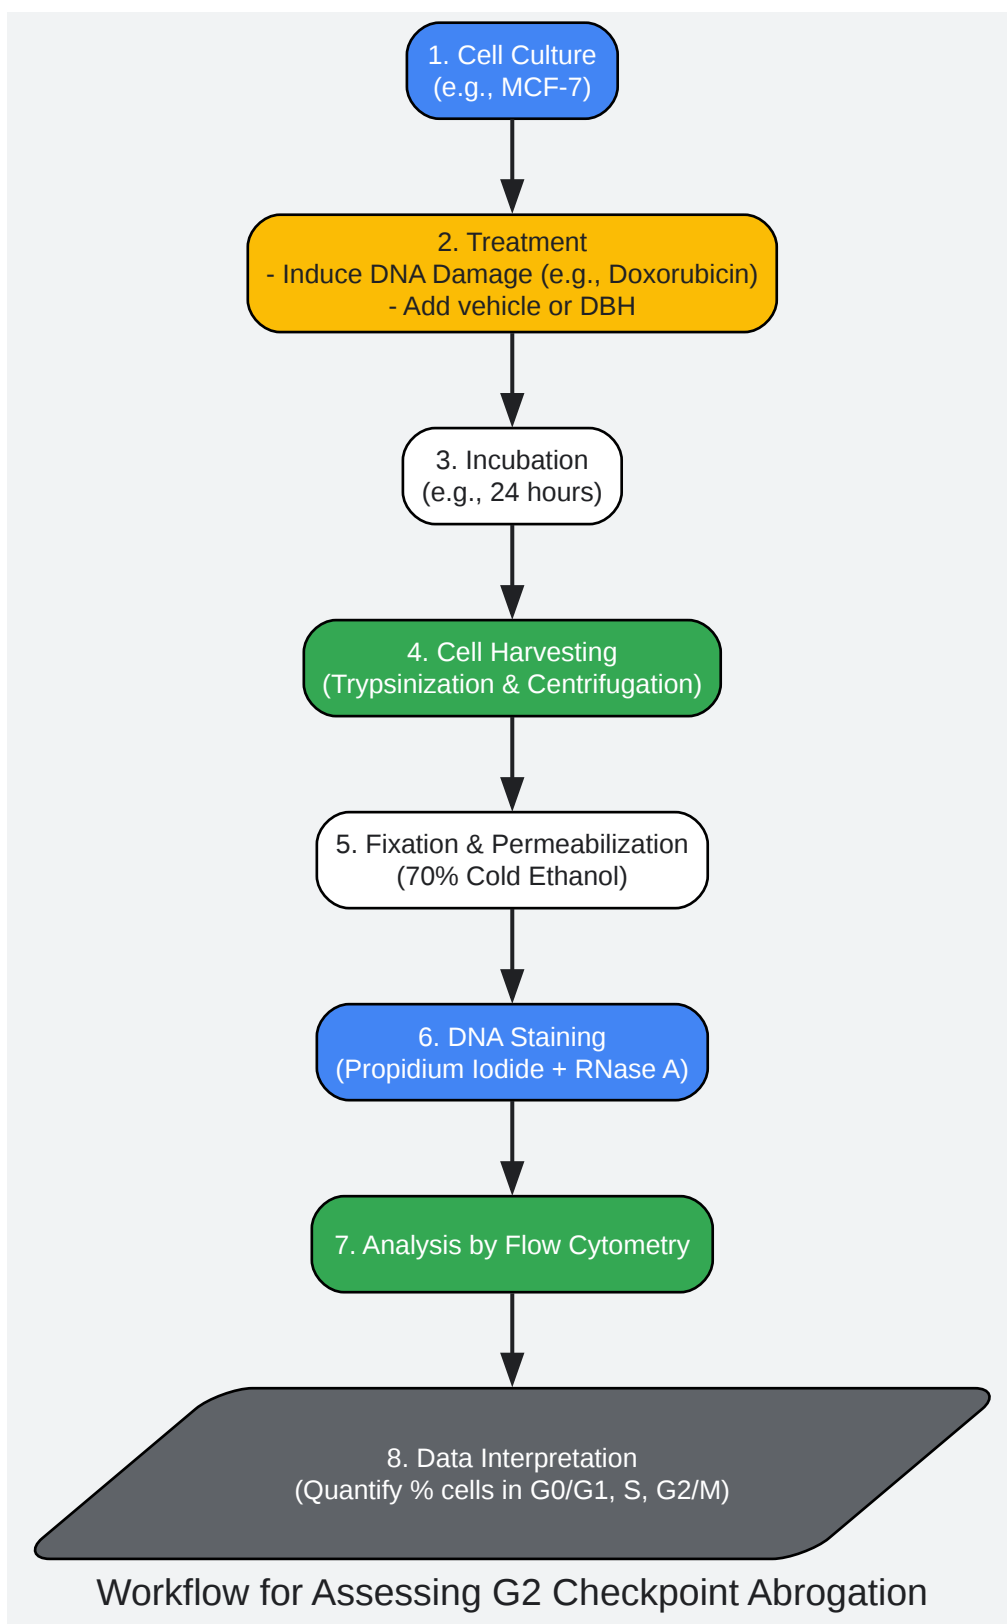 1. Cell Culture
(e.g., MCF-7)
2. Treatment
- Induce DNA Damage (e.g., Doxorubicin)
- Add vehicle or DBH
3. Incubation
(e.g., 24 hours)
4. Cell Harvesting
(Trypsinization & Centrifugation)
5. Fixation & Permeabilization
(70% Cold Ethanol)
6. DNA Staining
(Propidium Iodide + RNase A)
7. Analysis by Flow Cytometry
8. Data Interpretation
(Quantify % cells in G0/G1, S, G2/M)
Workflow for Assessing G2 Checkpoint Abrogation